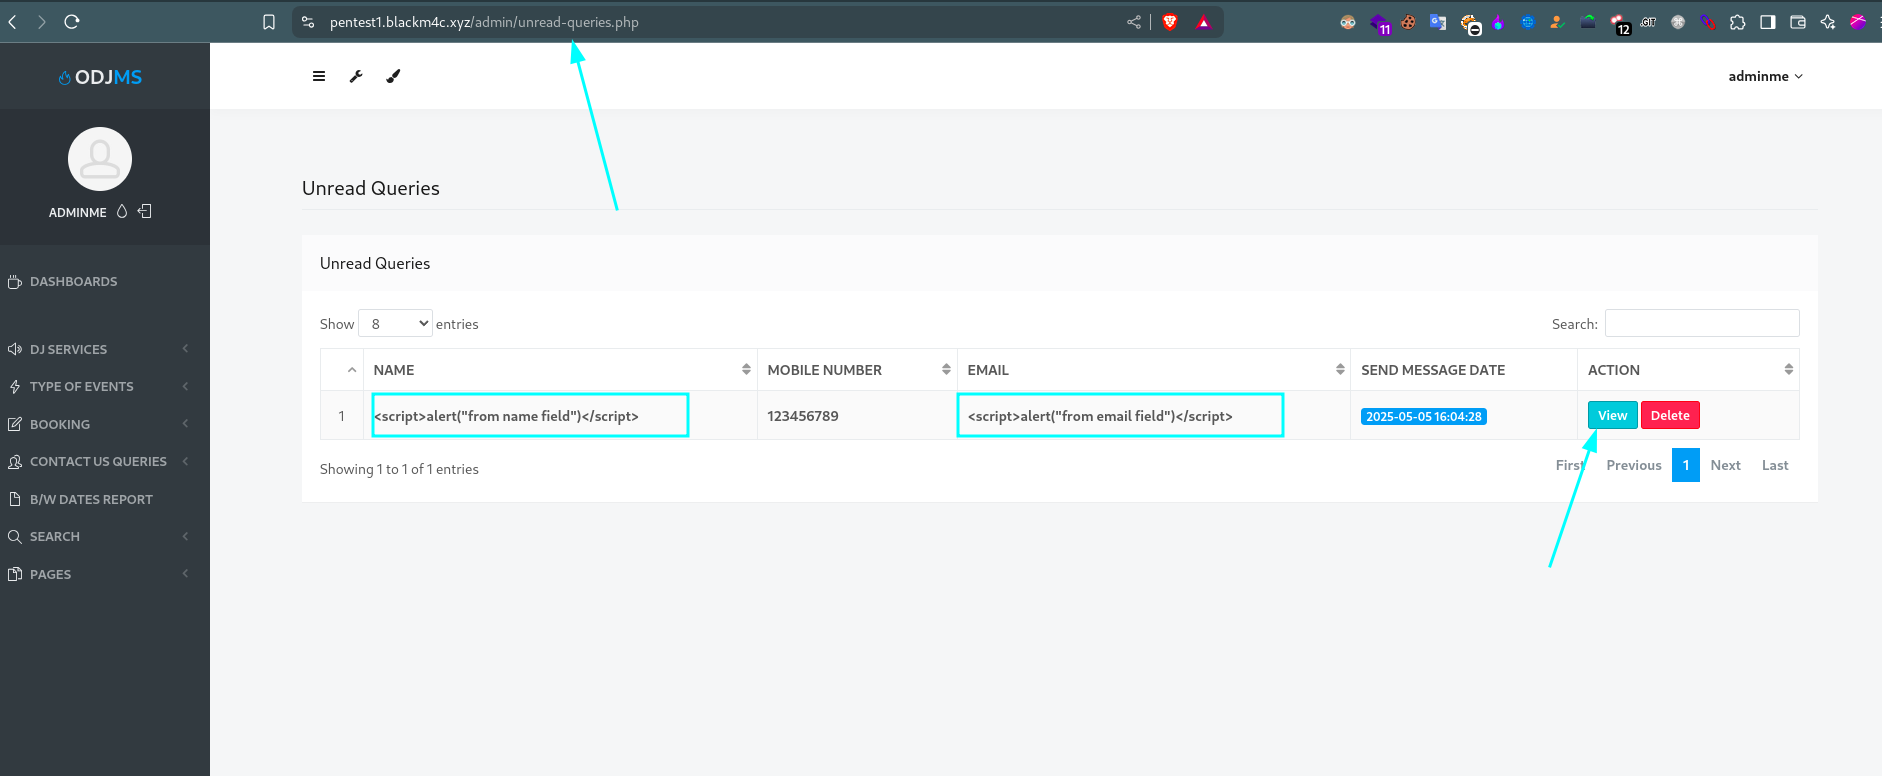 pentest1.blackm4c.xyz/admin/unread-queries.php
11
12
.GIT
ODJMS
adminme
ADMINME
Unread Queries
Unread Queries
DASHBOARDS
DJ SERVICES
TYPE OF EVENTS
BOOKING
CONTACT US QUERIES
B/W DATES REPORT
SEARCH
PAGES
Show 8 entries
Search:
NAME MOBILE NUMBER EMAIL SEND MESSAGE DATE ACTION
1 <script>alert("from name field")</script> 123456789 <script>alert("from email field")</script> 2025-05-05 16:04:28 View Delete
Showing 1 to 1 of 1 entries
First Previous 1 Next Last